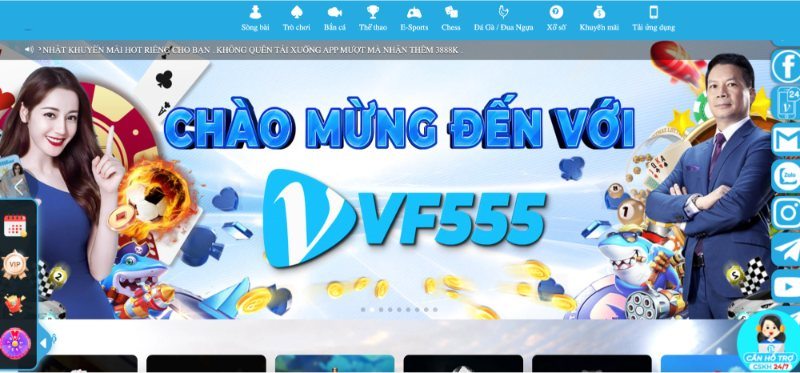 Sòng bài
Trò chơi
Bắn cá
Thể thao
E-Sports
Chess
Đá Gà / Đua Ngựa
Xổ số
Khuyến mãi
Tải ứng dụng
NHẬT KHUYẾN MÃI HOT RIÊNG CHO BẠN ..KHÔNG QUÊN TẢI XUỐNG APP MƯỢT MÀ NHẬN THÊM 3888K ..
24
CHÀO MỪNG ĐẾN VỚI
VF555
Zalo
VIP
CẦN HỖ TRỢ
CSKH 24/7